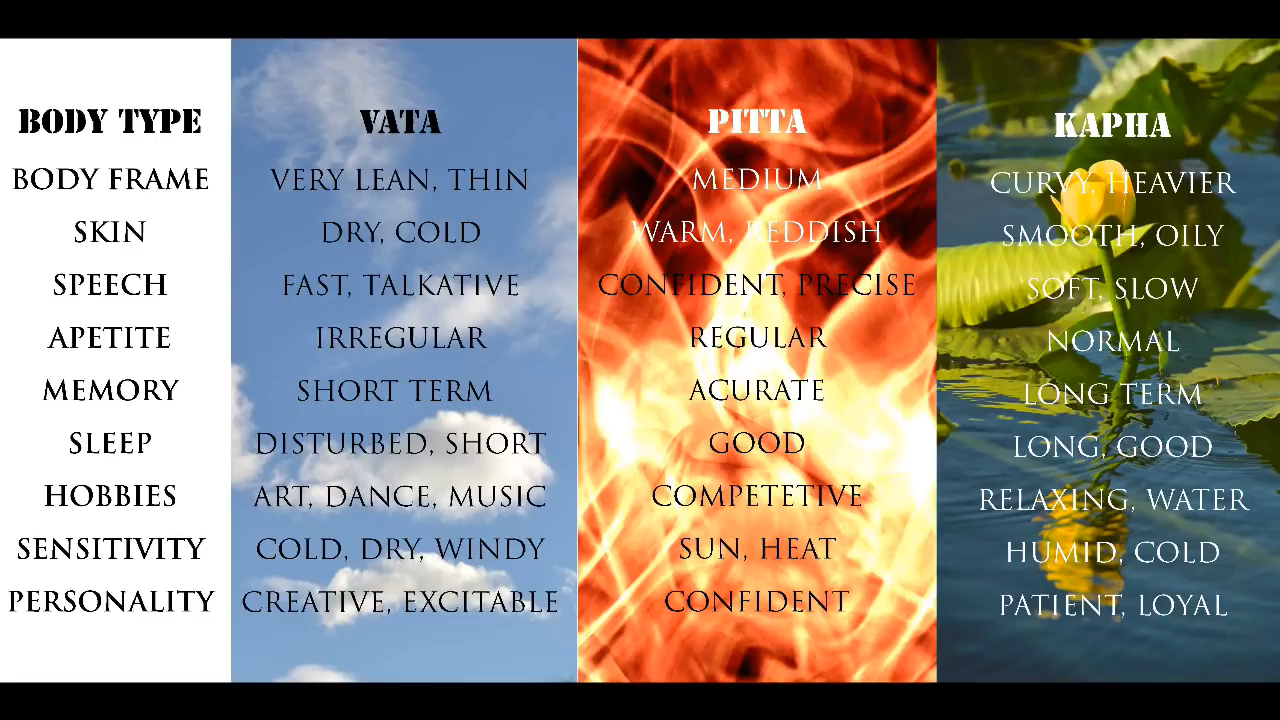 BODY TYPE VATA PITTA KAPHA
BODY FRAME VERY LEAN, THIN MEDIUM CURVY, HEAVIER
SKIN DRY, COLD WARM, REDDISH SMOOTH, OILY
SPEECH FAST, TALKATIVE CONFIDENT, PRECISE SOFT, SLOW
APETITE IRREGULAR REGULAR NORMAL
MEMORY SHORT TERM ACURATE LONG TERM
SLEEP DISTURBED, SHORT GOOD LONG, GOOD
HOBBIES ART, DANCE, MUSIC COMPETETIVE RELAXING, WATER
SENSITIVITY COLD, DRY, WINDY SUN, HEAT HUMID, COLD
PERSONALITY CREATIVE, EXCITABLE CONFIDENT PATIENT, LOYAL